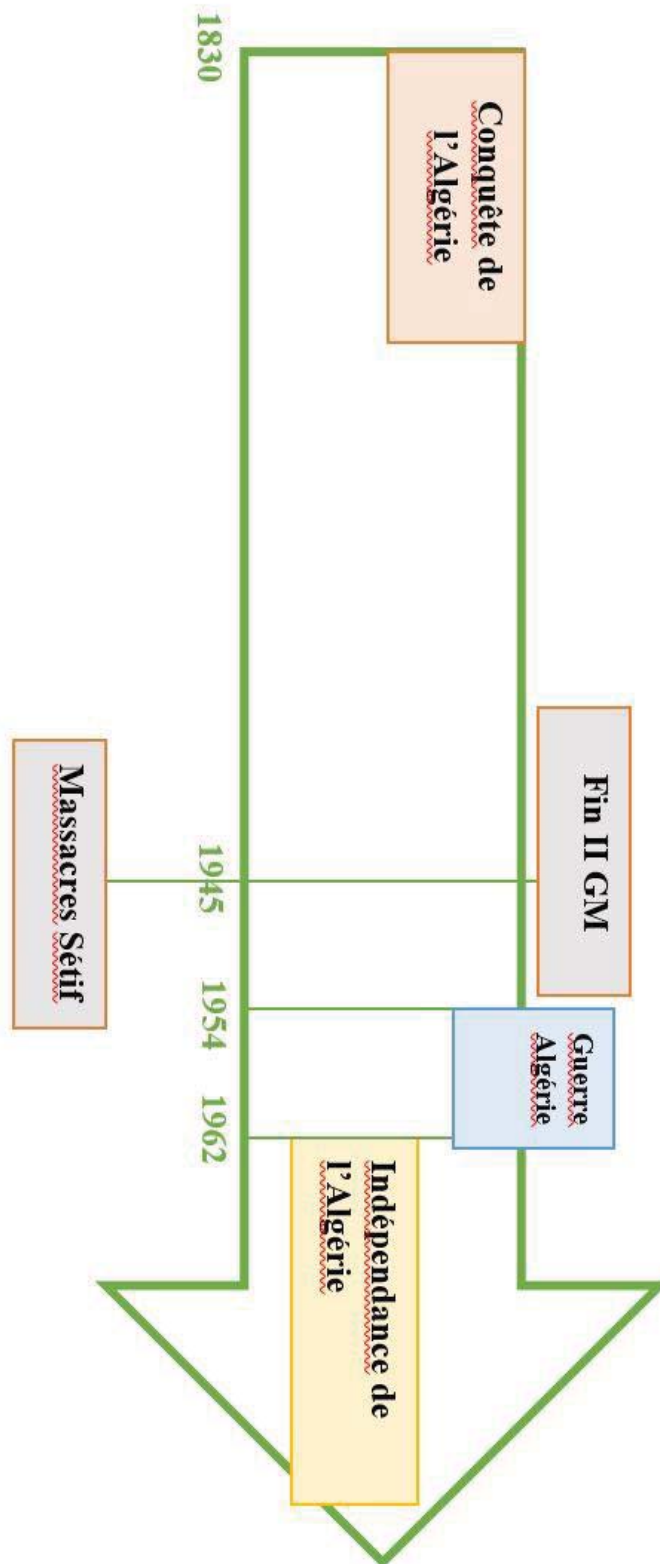 Fin II GM
Guerre
Algérie
Conquête de
l'Algérie
Indépendance de
l'Algérie
1830
1945
1954
1962
Massacres Sétif